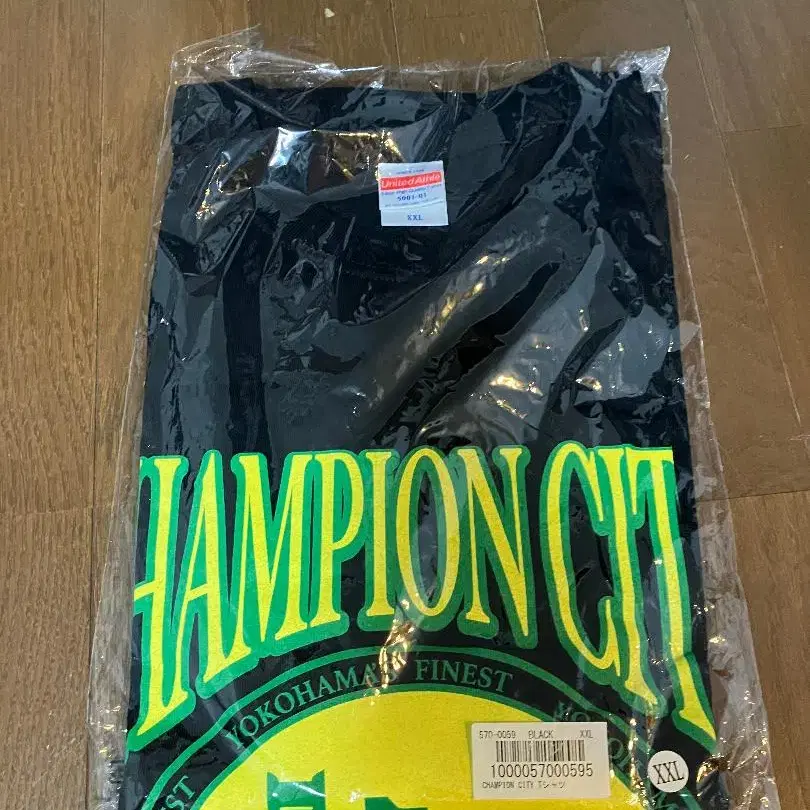 United Athle
5001-01
XXL
HAMPION CIT
YOKOHAMA'S FINEST
570-0059 BLACK XXL
1000057000595
CHAMPION CITY Tシャツ
XXL